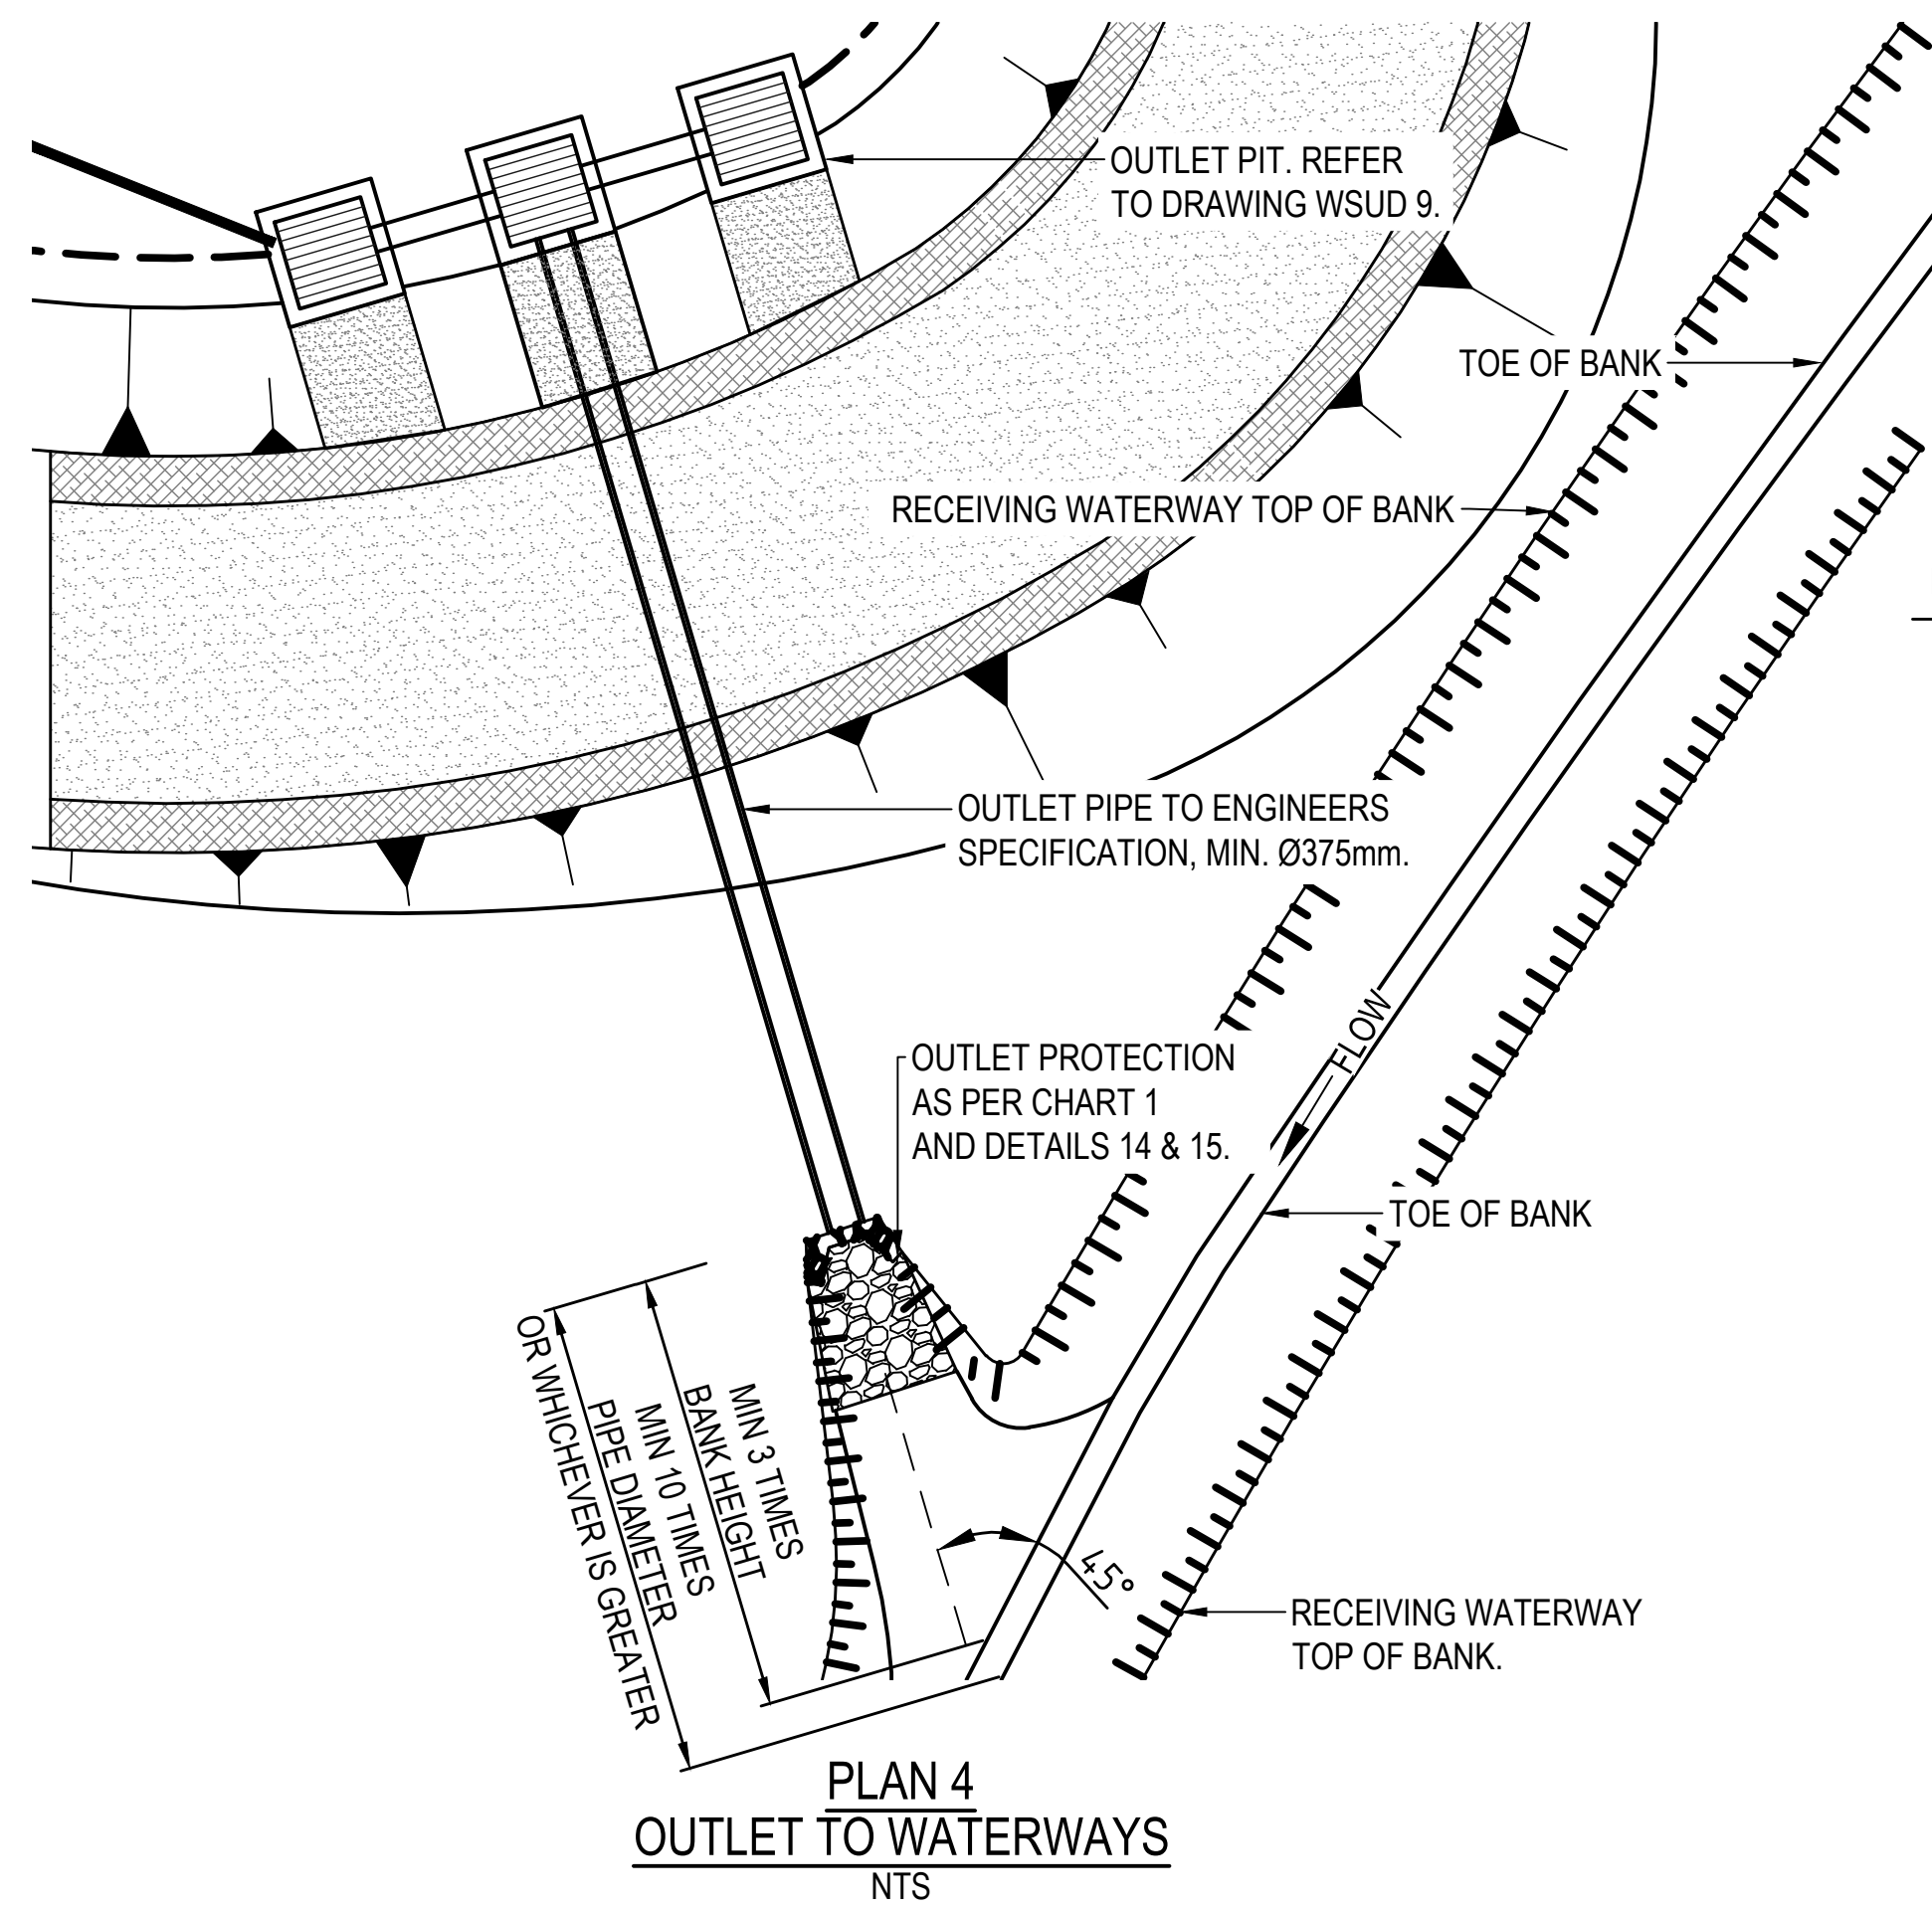 OUTLET PIT. REFER
TO DRAWING WSUD 9.
TOE OF BANK
RECEIVING WATERWAY TOP OF BANK
OUTLET PIPE TO ENGINEERS
SPECIFICATION, MIN. Ø375mm.
FLOW
OUTLET PROTECTION
AS PER CHART 1
AND DETAILS 14 & 15.
TOE OF BANK
MIN 3 TIMES
BANK HEIGHT
MIN 10 TIMES
PIPE DIAMETER
OR WHICHEVER IS GREATER
45°
RECEIVING WATERWAY
TOP OF BANK.
PLAN 4
OUTLET TO WATERWAYS
NTS